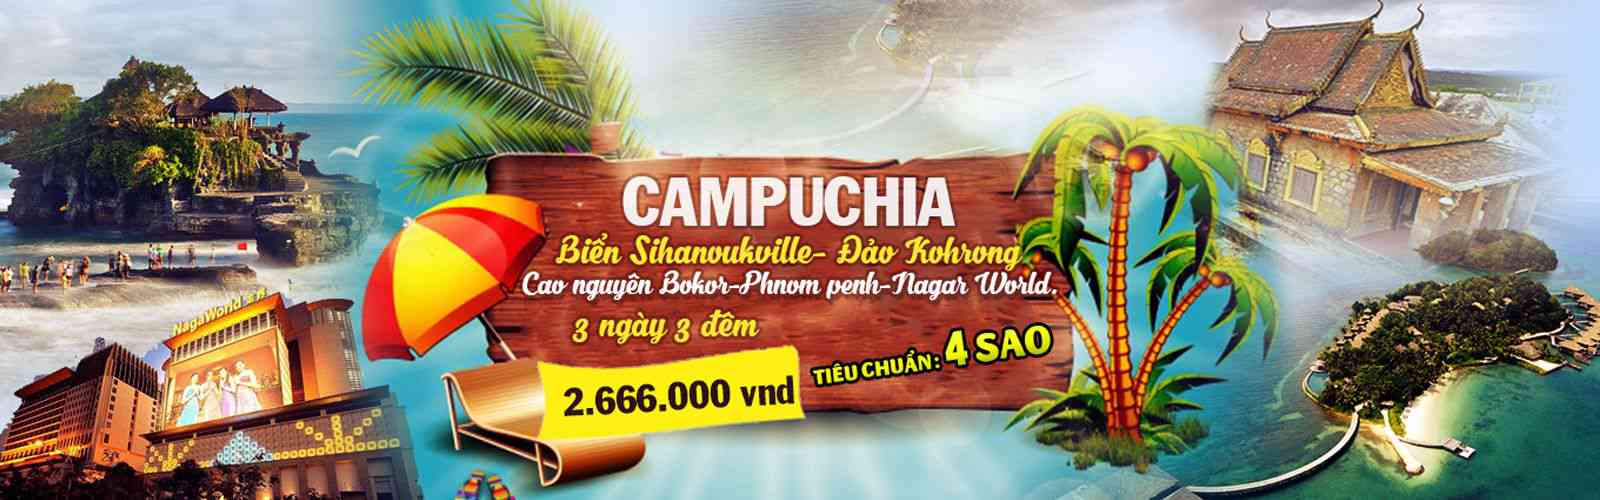 CAMPUCHIA
Biển Sihanoukville- Đảo Kohrong
Cao nguyên Bokor-Phnom penh-Nagar World.
3 ngày 3 đêm
TIÊU CHUẨN: 4 SAO
2.666.000 vnd
NagaWorld